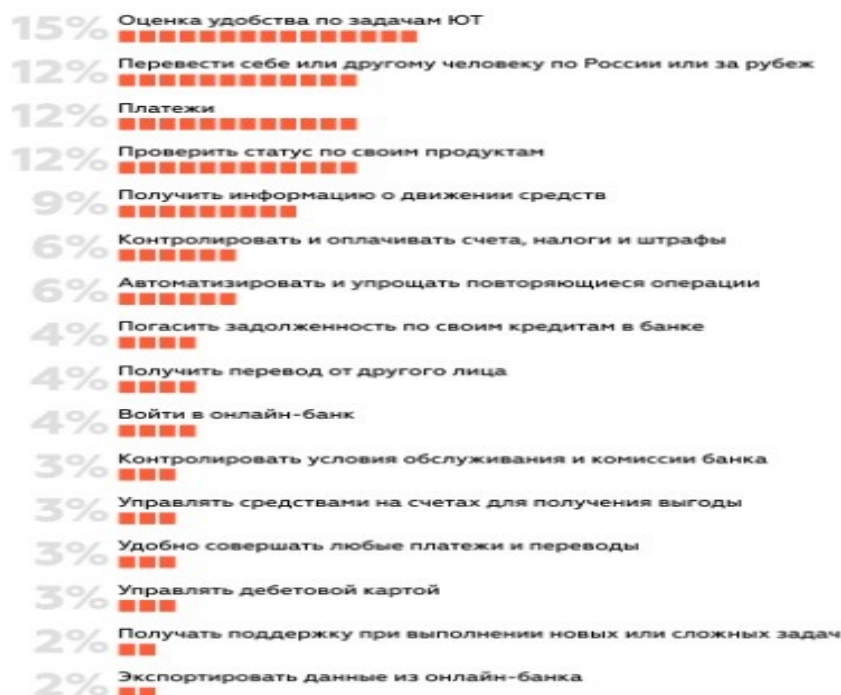 15% Оценка удобства по задачам ЮТ
12% Перевести себе или другому человеку по России или за рубеж
12% Платежи
12% Проверить статус по своим продуктам
9% Получить информацию о движении средств
6% Контролировать и оплачивать счета, налоги и штрафы
6% Автоматизировать и упрощать повторяющиеся операции
4% Погасить задолженность по своим кредитам в банке
4% Получить перевод от другого лица
4% Войти в онлайн-банк
3% Контролировать условия обслуживания и комиссии банка
3% Управлять средствами на счетах для получения выгоды
3% Удобно совершать любые платежи и переводы
3% Управлять дебетовой картой
2% Получать поддержку при выполнении новых или сложных задач
2% Экспортировать данные из онлайн-банка